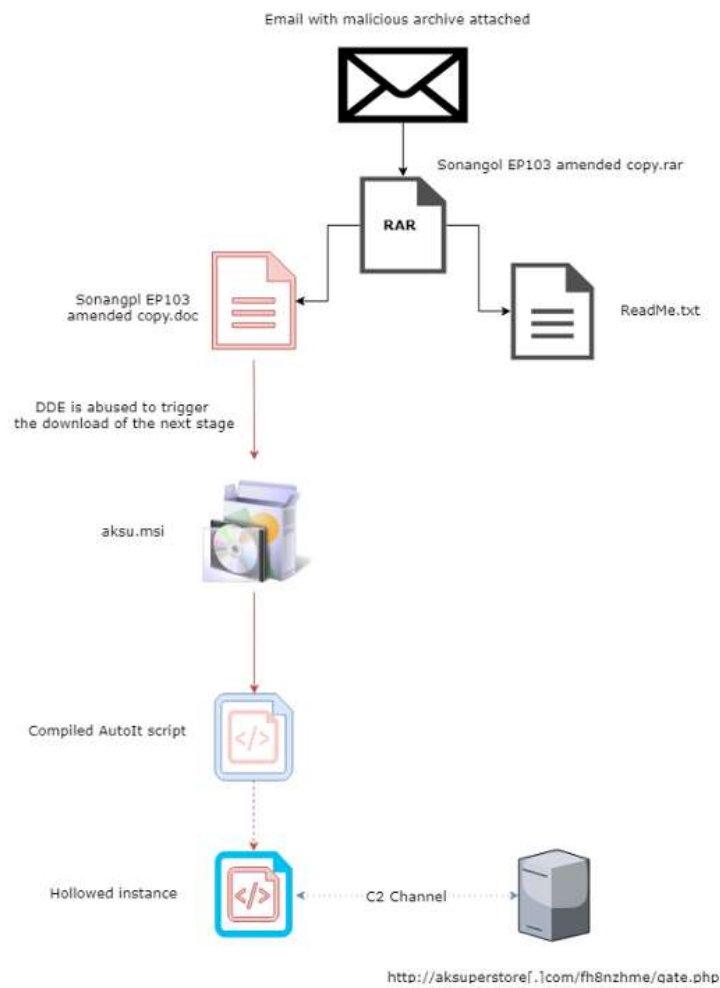 Email with malicious archive attached
Sonangol EP103 amended copy.rar
RAR
Sonangpl EP103
amended copy.doc
ReadMe.txt
DDE is abused to trigger
the download of the next stage
aksu.msi
Compiled AutoIt script
</>
Hollowed instance
</>
C2 Channel
http://aksuperstore[.]com/fh8nzhme/gate.php